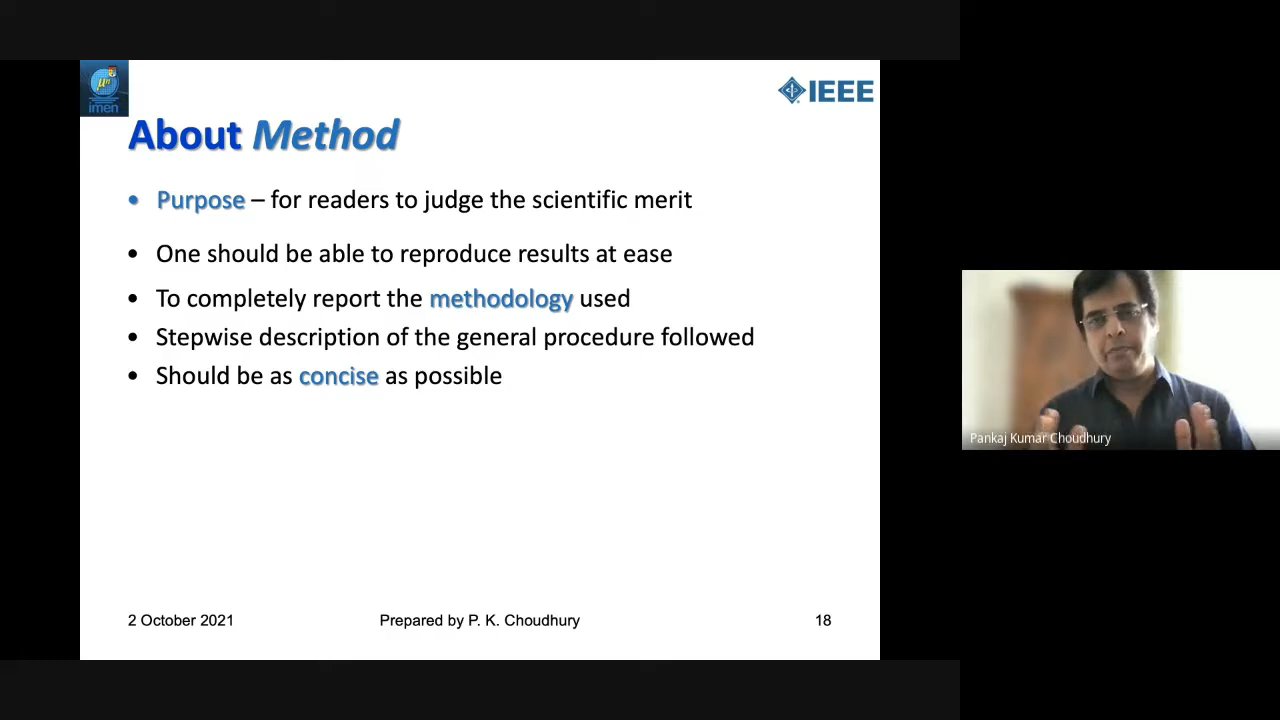 μn
imen
IEEE
About Method
• Purpose – for readers to judge the scientific merit
• One should be able to reproduce results at ease
• To completely report the methodology used
• Stepwise description of the general procedure followed
• Should be as concise as possible
Pankaj Kumar Choudhury
2 October 2021
Prepared by P. K. Choudhury
18